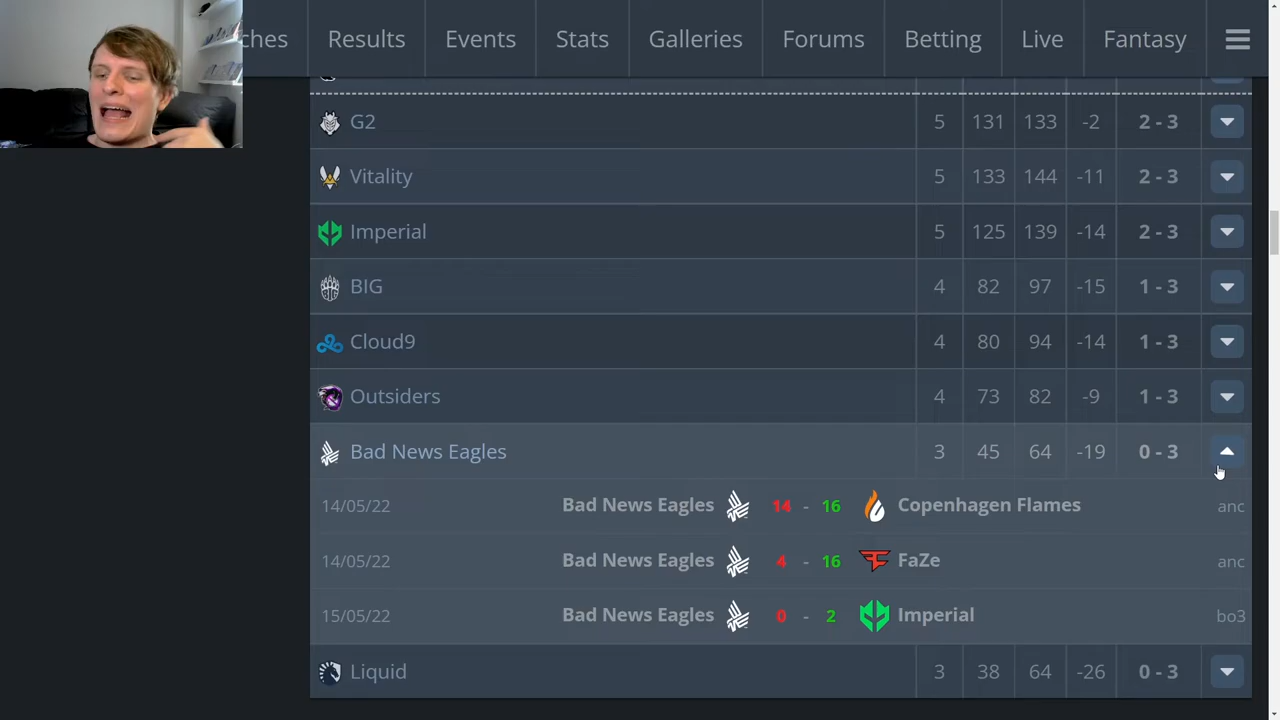 ches Results Events Stats Galleries Forums Betting Live Fantasy
G2 5 131 133 -2 2 - 3
Vitality 5 133 144 -11 2 - 3
Imperial 5 125 139 -14 2 - 3
BIG 4 82 97 -15 1 - 3
Cloud9 4 80 94 -14 1 - 3
Outsiders 4 73 82 -9 1 - 3
Bad News Eagles 3 45 64 -19 0 - 3
14/05/22 Bad News Eagles 14 - 16 Copenhagen Flames anc
14/05/22 Bad News Eagles 4 - 16 FaZe anc
15/05/22 Bad News Eagles 0 - 2 Imperial bo3
Liquid 3 38 64 -26 0 - 3